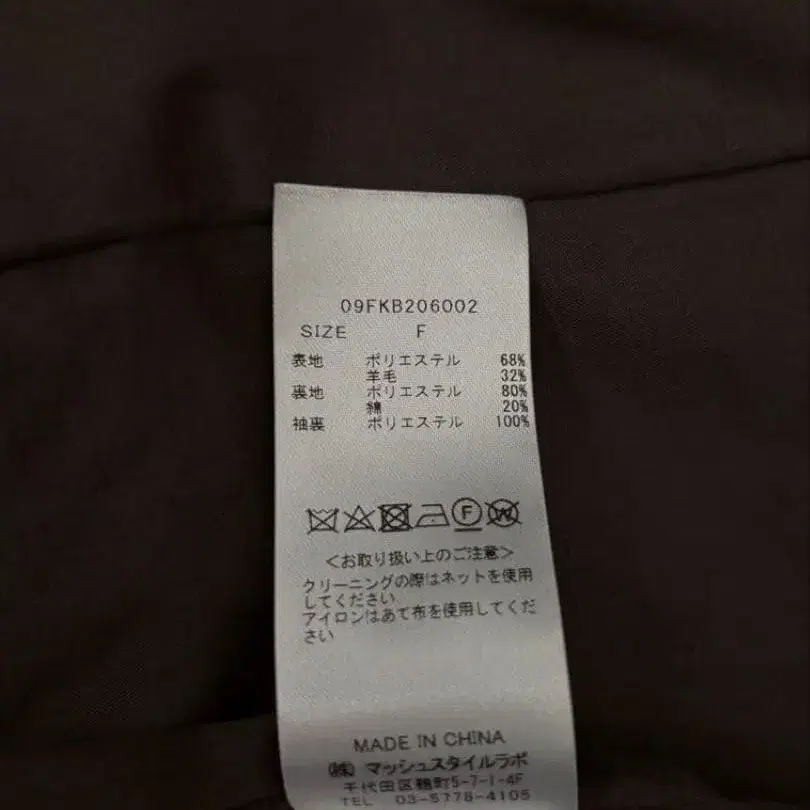 09FKB206002
SIZE F
表地 ポリエステル 68%
羊毛 32%
裏地 ポリエステル 80%
綿 20%
袖裏 ポリエステル 100%
F W
<お取り扱い上のご注意>
クリーニングの際はネットを使用
してください
アイロンはあて布を使用してくだ
さい
MADE IN CHINA
(株) マッシュスタイルラボ
千代田区麹町5-7-1-4F
TEL 03-5778-4105